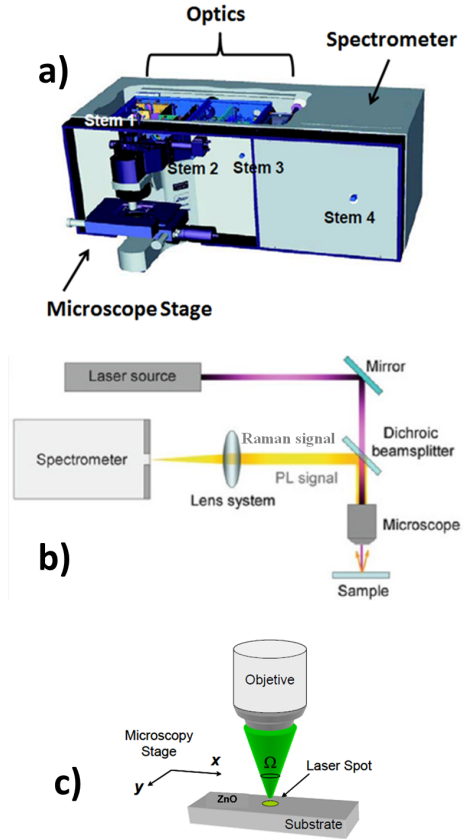 Optics
Spectrometer
a)
Stem 1
Stem 2
Stem 3
Stem 4
Microscope Stage
Mirror
Laser source
Raman signal
Dichroic
beamsplitter
Spectrometer
PL signal
Lens system
Microscope
b)
Sample
Objetive
Microscopy
Stage
x
Ω
Laser Spot
c)
y
ZnO
Substrate